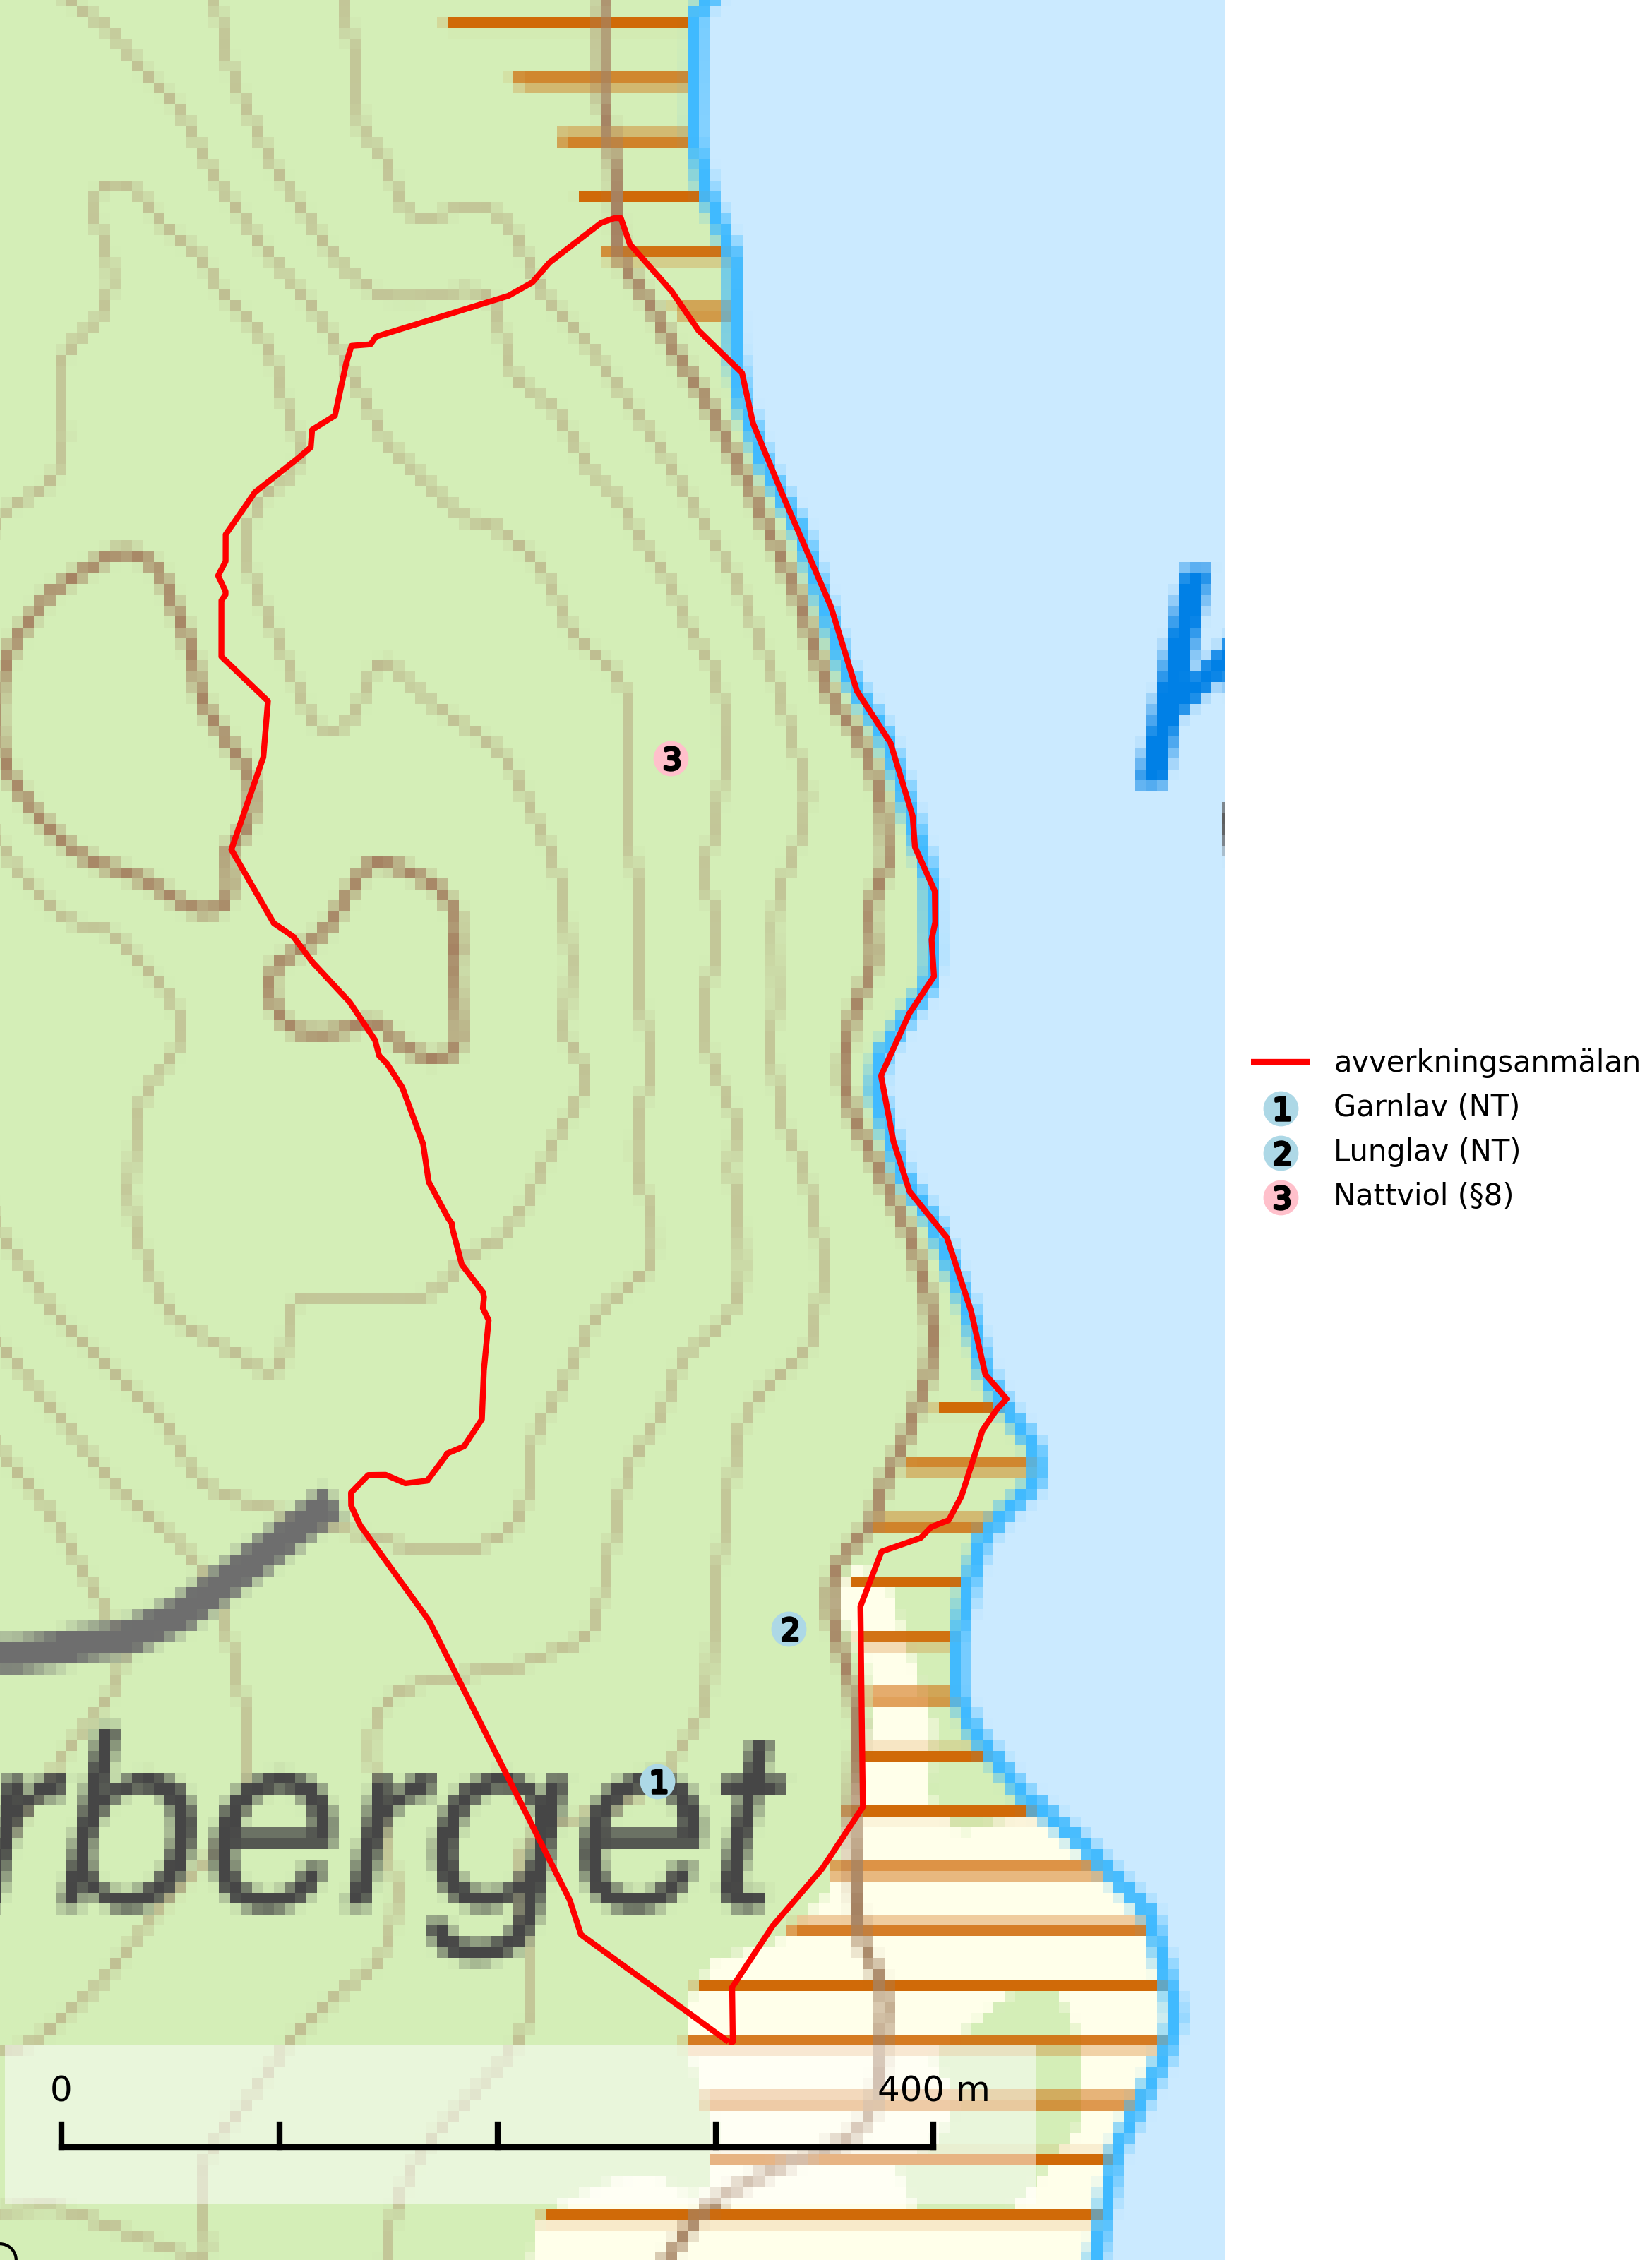 3
avverkningsanmälan
1 Garnlav (NT)
2 Lunglav (NT)
3 Nattviol (§8)
2
1
rberget
0 400 m